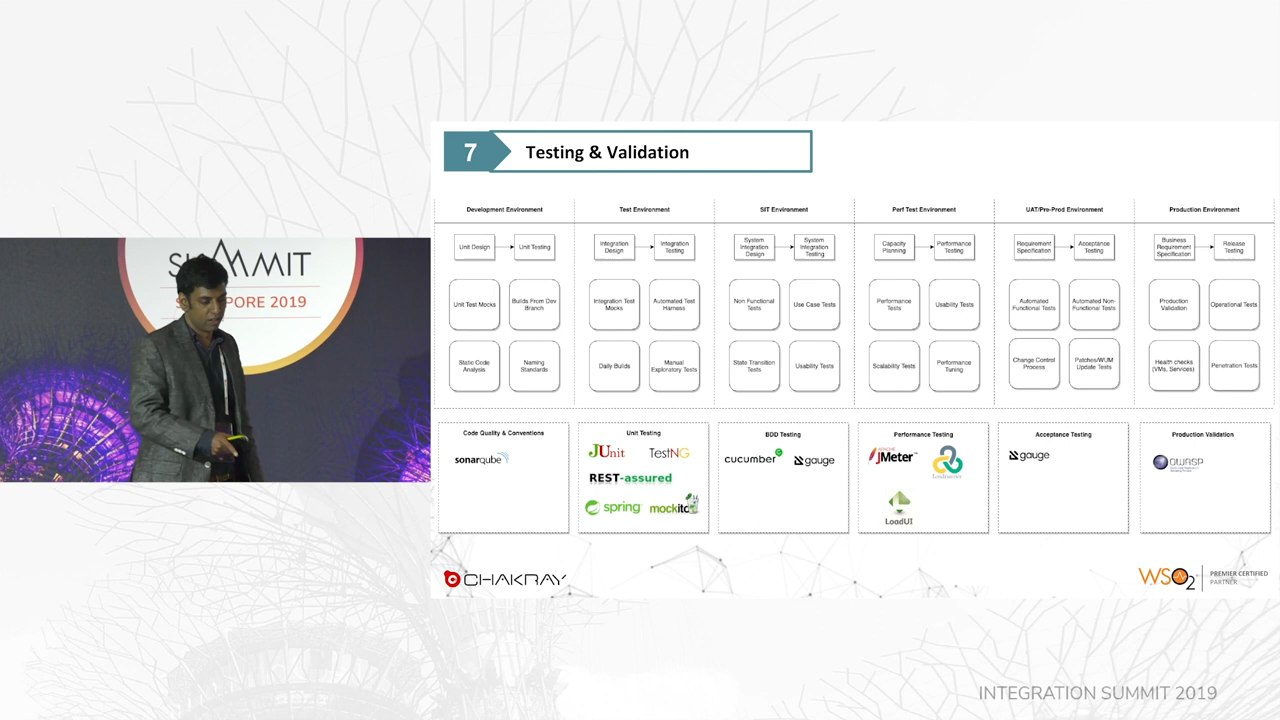 SUMMIT
SINGAPORE 2019
7
Testing & Validation
Development Environment
Unit Design
Unit Testing
Unit Test Mocks
Builds From Dev
Branch
Static Code
Analysis
Naming
Standards
Test Environment
Integration
Design
Integration
Testing
Integration Test
Mocks
Automated Test
Harness
Daily Builds
Manual
Exploratory Tests
SIT Environment
System
Integration
Design
System
Integration
Testing
Non Functional
Tests
Use Case Tests
State Transition
Tests
Usability Tests
Perf Test Environment
Capacity
Planning
Performance
Testing
Performance
Tests
Usability Tests
Scalability Tests
Performance
Tuning
UAT/Pre-Prod Environment
Requirement
Specification
Acceptance
Testing
Automated
Functional Tests
Automated Non-
Functional Tests
Change Control
Process
Patches/WUM
Update Tests
Production Environment
Business
Requirement
Specification
Release
Testing
Production
Validation
Operational Tests
Health checks
(VMs, Services)
Penetration Tests
Code Quality & Conventions
sonarqube
Unit Testing
JUnit
TestNG
REST-assured
spring
mockito
BDD Testing
cucumber
gauge
Performance Testing
APACHE
JMeter™
Loadrunner
LoadUI
Acceptance Testing
gauge
Production Validation
OWASP
CHAKRAY
WSO2
PREMIER CERTIFIED
PARTNER
INTEGRATION SUMMIT 2019